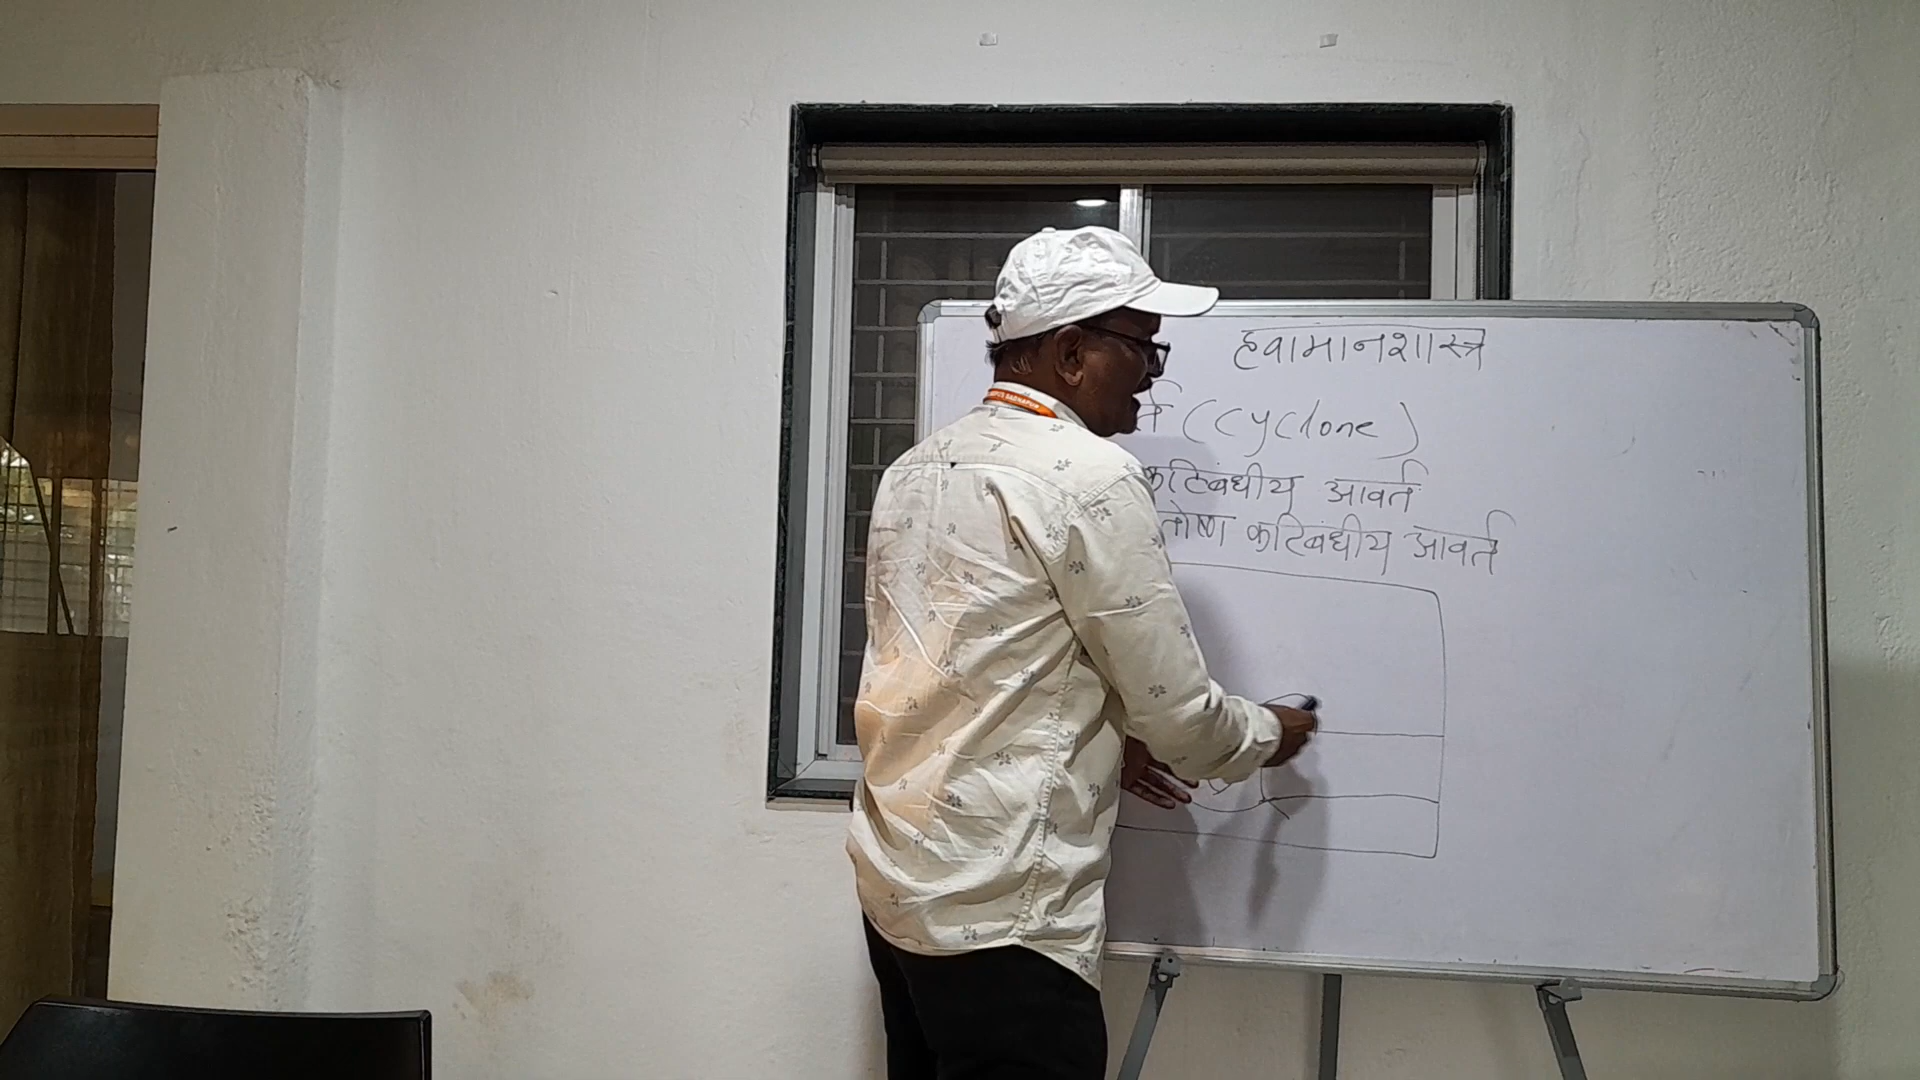 हवामानशास्त्र
र्त (Cyclone)
कटिबंधीय आवर्त
तोष्ण कटिबंधीय आवर्त